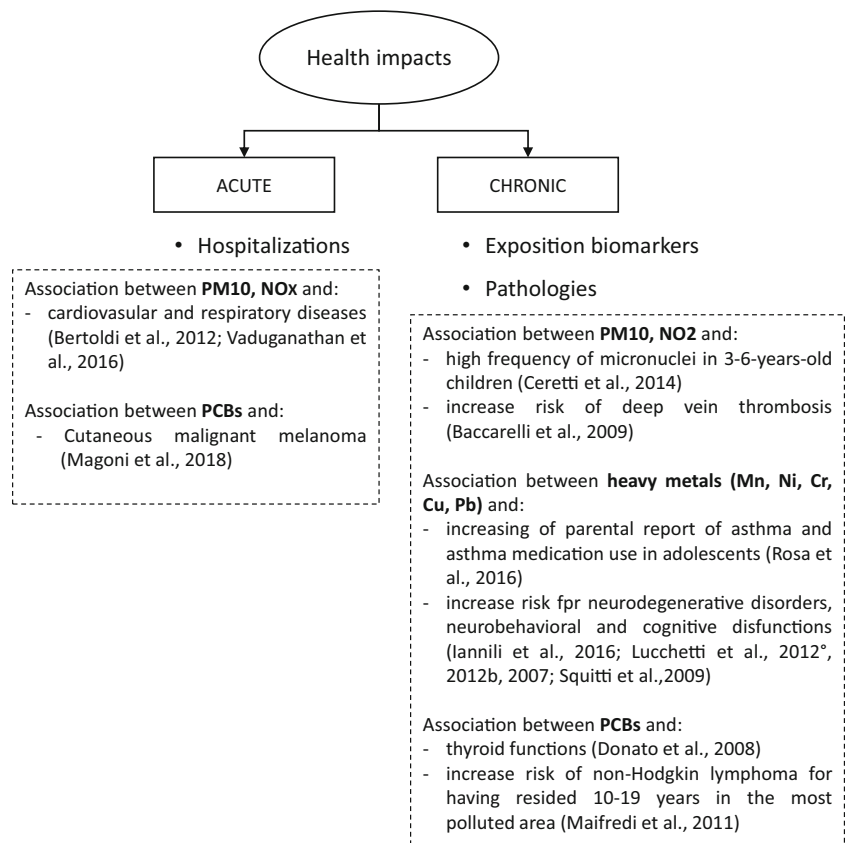 Health impacts
ACUTE
• Hospitalizations
Association between PM10, NOx and:
- cardiovasular and respiratory diseases
(Bertoldi et al., 2012; Vaduganathan et
al., 2016)
Association between PCBs and:
- Cutaneous malignant melanoma
(Magoni et al., 2018)
CHRONIC
• Exposition biomarkers
• Pathologies
Association between PM10, NO2 and:
- high frequency of micronuclei in 3-6-years-old
children (Ceretti et al., 2014)
- increase risk of deep vein thrombosis
(Baccarelli et al., 2009)
Association between heavy metals (Mn, Ni, Cr,
Cu, Pb) and:
- increasing of parental report of asthma and
asthma medication use in adolescents (Rosa et
al., 2016)
- increase risk fpr neurodegenerative disorders,
neurobehavioral and cognitive disfunctions
(Iannili et al., 2016; Lucchetti et al., 2012°,
2012b, 2007; Squitti et al.,2009)
Association between PCBs and:
- thyroid functions (Donato et al., 2008)
- increase risk of non-Hodgkin lymphoma for
having resided 10-19 years in the most
polluted area (Maifredi et al., 2011)